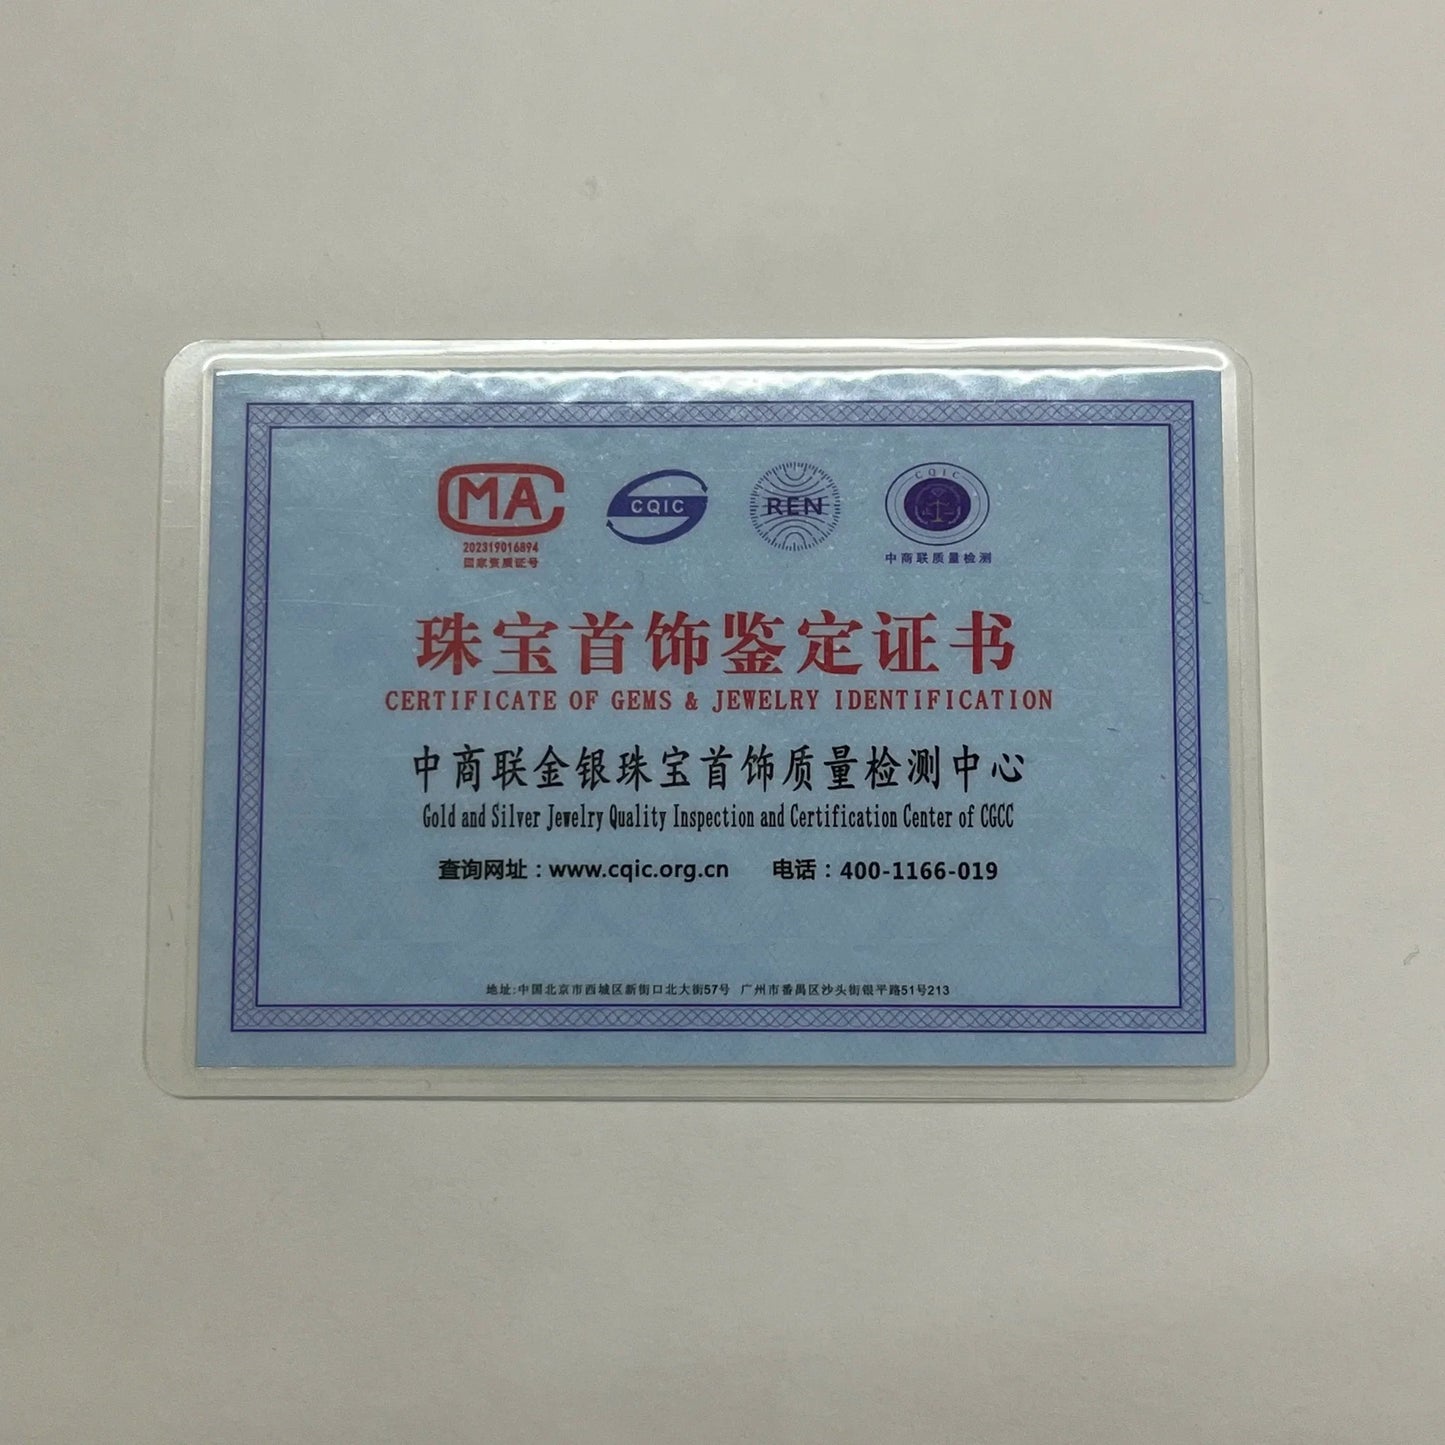 CMA
202319016894
国家资质证号
CQIC
REN
CQIC
中商联质量检测
珠宝首饰鉴定证书
CERTIFICATE OF GEMS & JEWELRY IDENTIFICATION
中商联金银珠宝首饰质量检测中心
Gold and Silver Jewelry Quality Inspection and Certification Center of CGCC
查询网址：www.cqic.org.cn 电话：400-1166-019
地址:中国北京市西城区新街口北大街57号 广州市番禺区沙头街银平路51号213